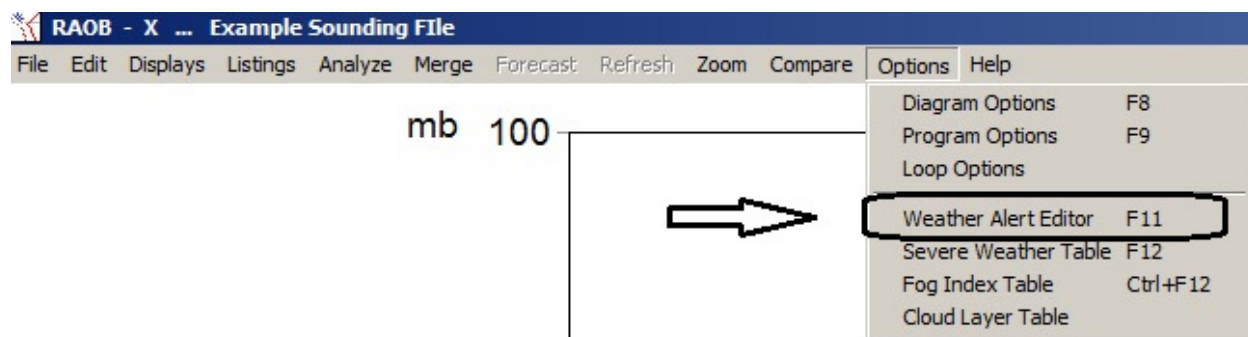 RAOB - X ... Example Sounding FIle
File Edit Displays Listings Analyze Merge Forecast Refresh Zoom Compare Options Help
Diagram Options F8
mb 100
Program Options F9
Loop Options
Weather Alert Editor F11
Severe Weather Table F12
Fog Index Table Ctrl+F12
Cloud Layer Table